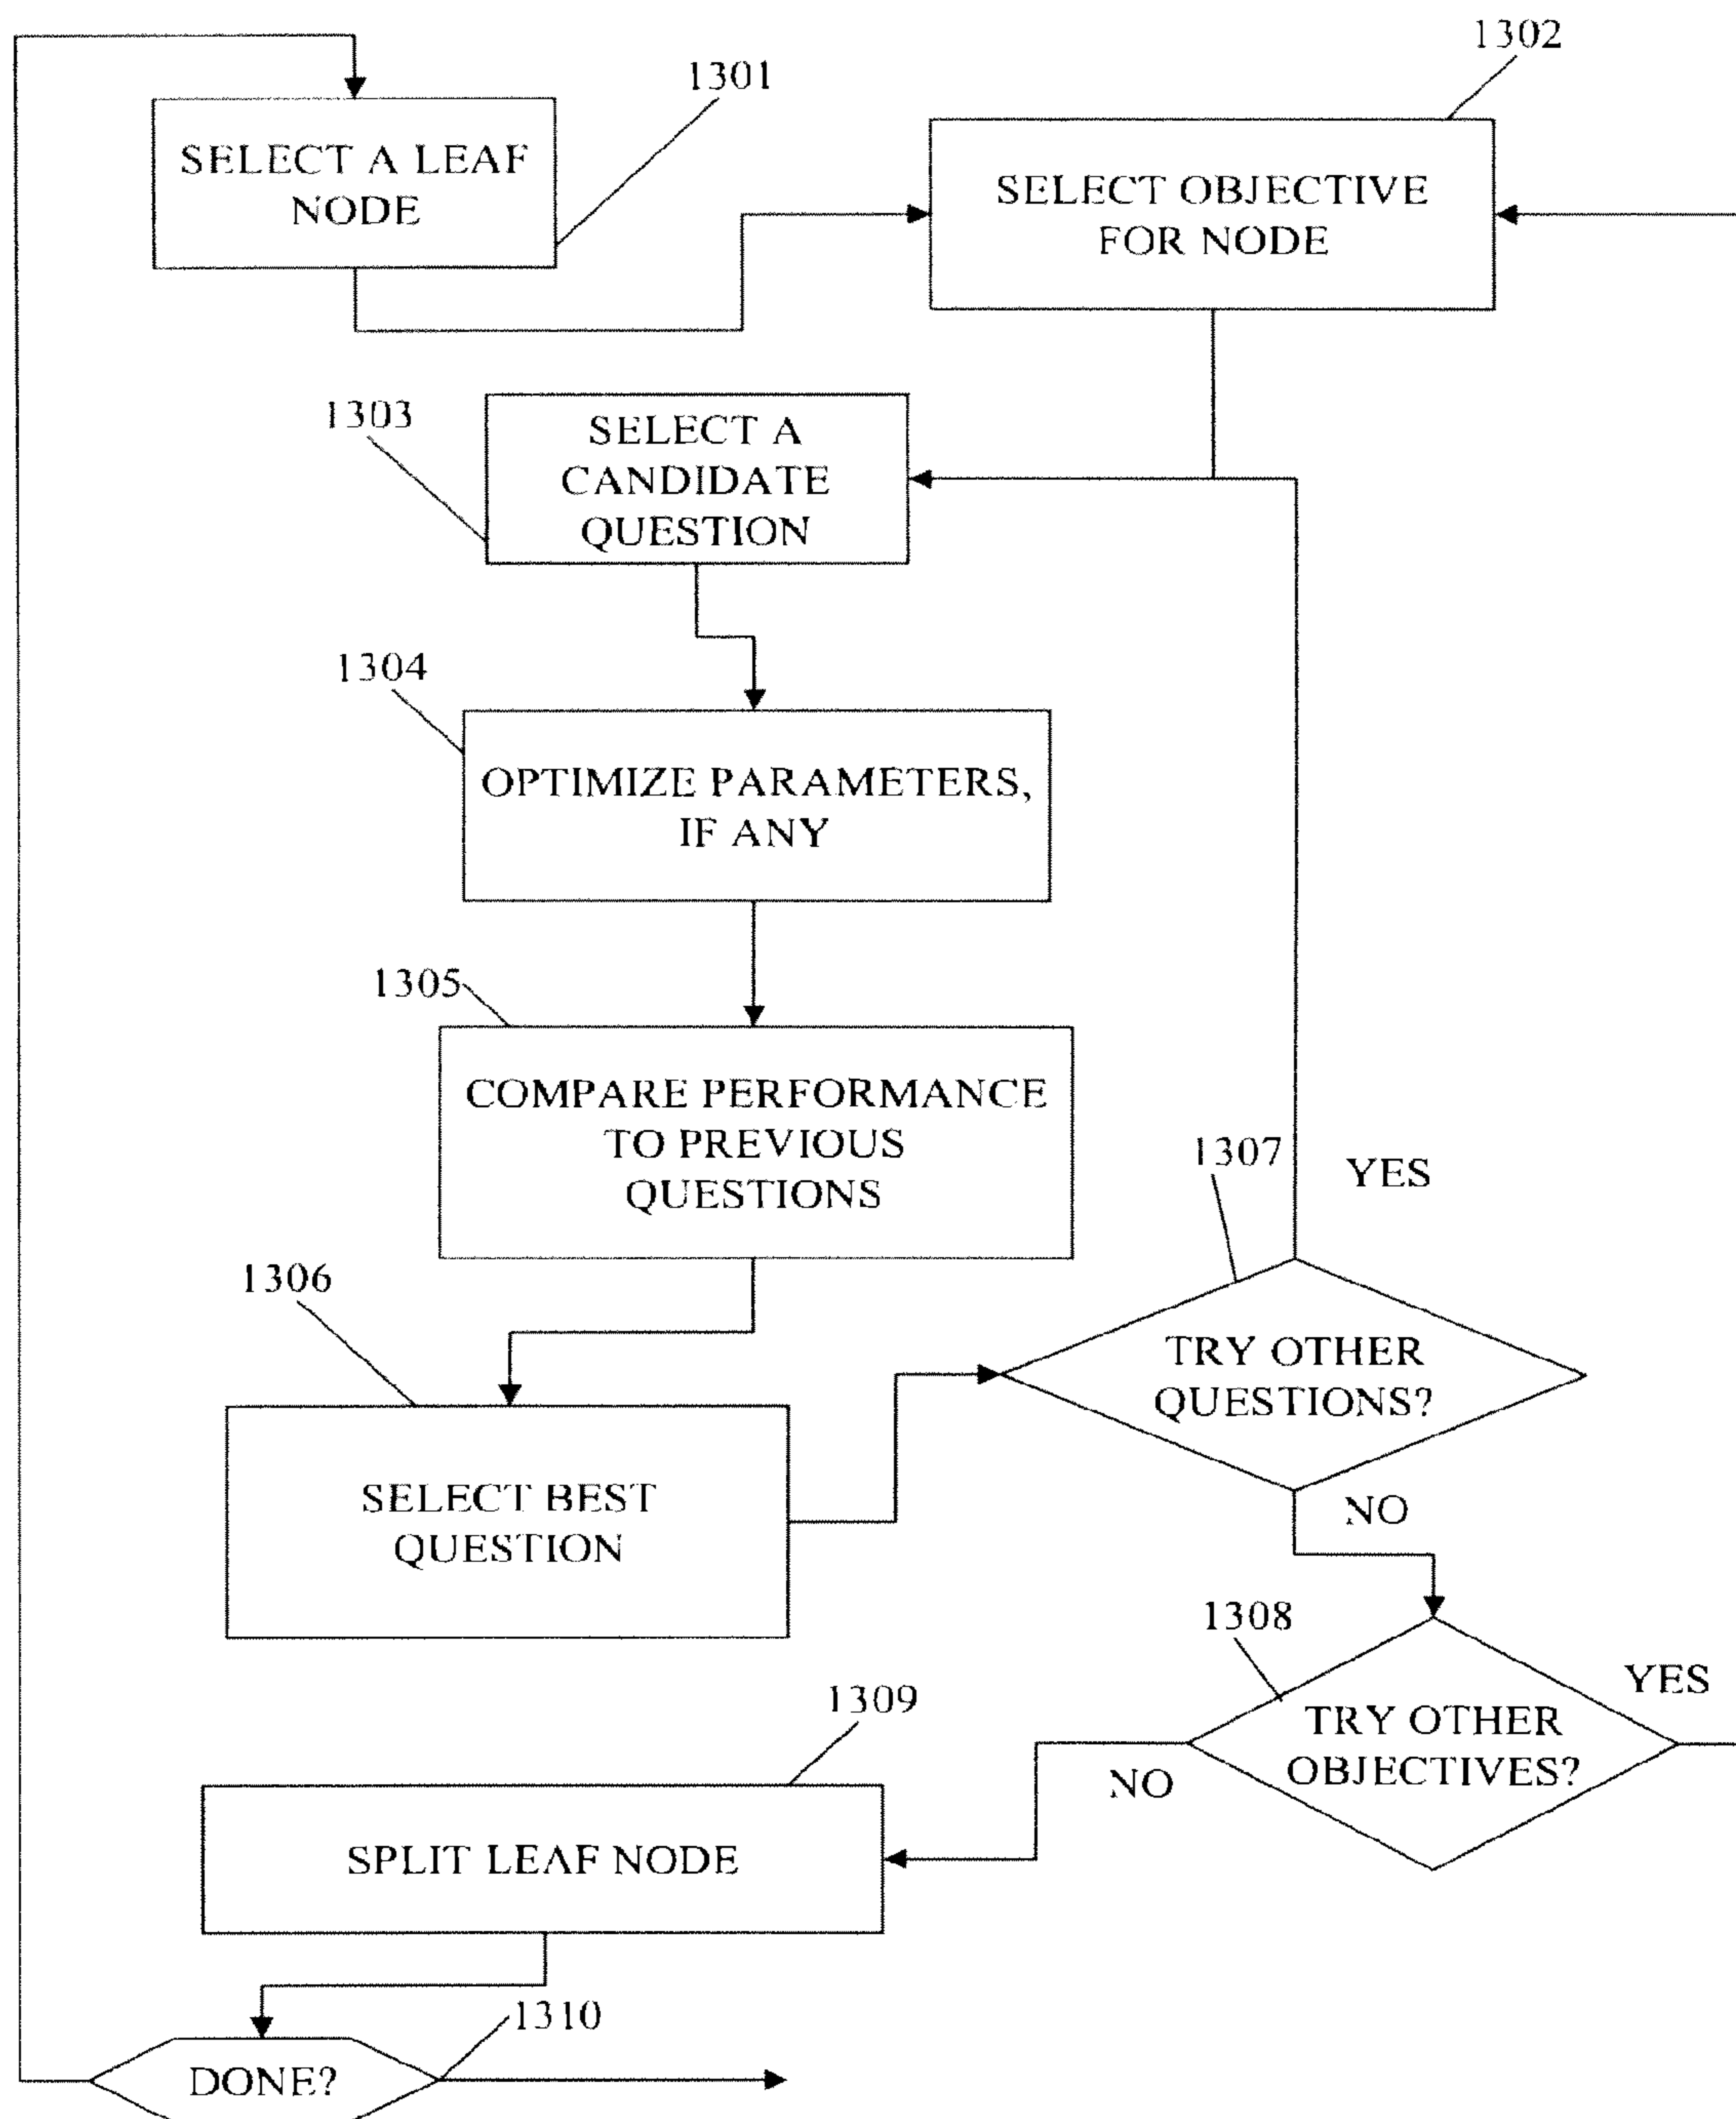 1302
1301
SELECT A LEAF
NODE
SELECT OBJECTIVE
FOR NODE
1303
SELECT A
CANDIDATE
QUESTION
1304
OPTIMIZE PARAMETERS,
IF ANY
1305
COMPARE PERFORMANCE
TO PREVIOUS
QUESTIONS
1307
YES
1306
TRY OTHER
QUESTIONS?
SELECT BEST
QUESTION
NO
1308
YES
1309
TRY OTHER
OBJECTIVES?
NO
SPLIT LEAF NODE
1310
DONE?